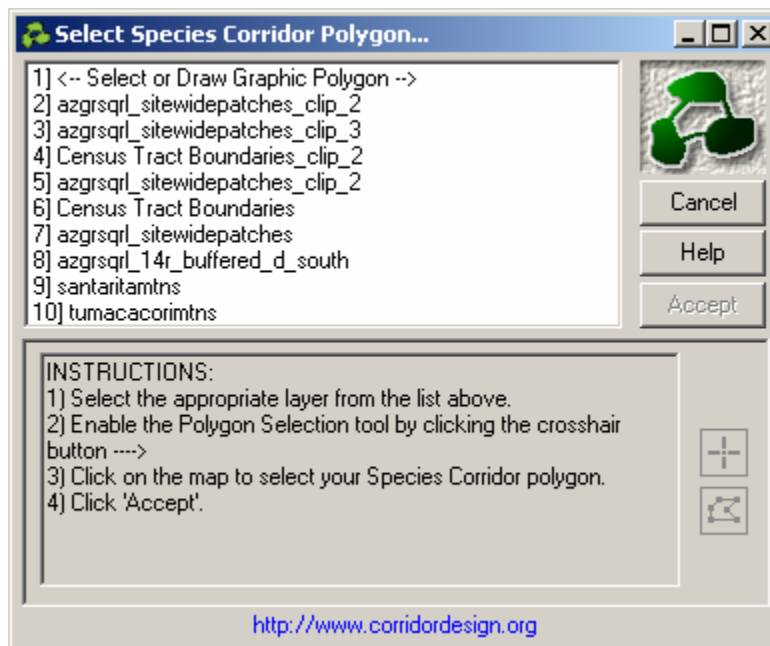 Select Species Corridor Polygon...
1] <-- Select or Draw Graphic Polygon -->
2] azgrsqrl_sitewidepatches_clip_2
3] azgrsqrl_sitewidepatches_clip_3
4] Census Tract Boundaries_clip_2
5] azgrsqrl_sitewidepatches_clip_2
6] Census Tract Boundaries
7] azgrsqrl_sitewidepatches
8] azgrsqrl_14r_buffered_d_south
9] santaritamtns
10] tumacacorimtns
Cancel
Help
Accept
INSTRUCTIONS:
1) Select the appropriate layer from the list above.
2) Enable the Polygon Selection tool by clicking the crosshair
button ---->
3) Click on the map to select your Species Corridor polygon.
4) Click 'Accept'.
http://www.corridordesign.org